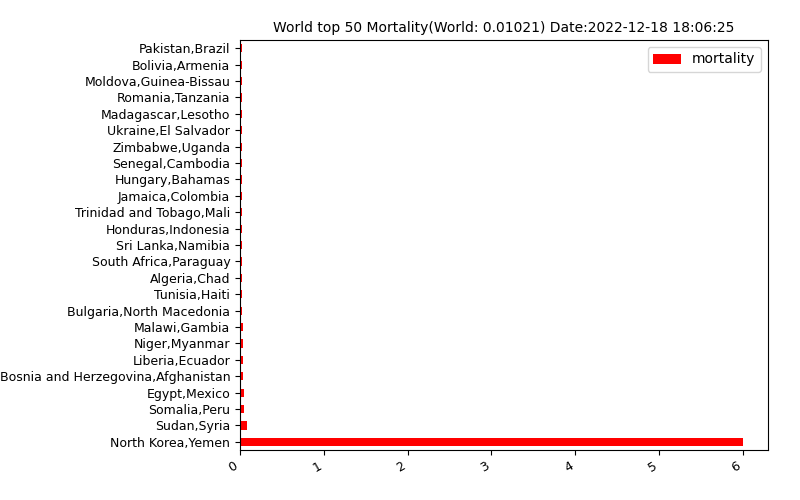 World top 50 Mortality(World: 0.01021) Date:2022-12-18 18:06:25
mortality
Pakistan,Brazil
Bolivia,Armenia
Moldova,Guinea-Bissau
Romania,Tanzania
Madagascar,Lesotho
Ukraine,El Salvador
Zimbabwe,Uganda
Senegal,Cambodia
Hungary,Bahamas
Jamaica,Colombia
Trinidad and Tobago,Mali
Honduras,Indonesia
Sri Lanka,Namibia
South Africa,Paraguay
Algeria,Chad
Tunisia,Haiti
Bulgaria,North Macedonia
Malawi,Gambia
Niger,Myanmar
Liberia,Ecuador
Bosnia and Herzegovina,Afghanistan
Egypt,Mexico
Somalia,Peru
Sudan,Syria
North Korea,Yemen
0 1 2 3 4 5 6